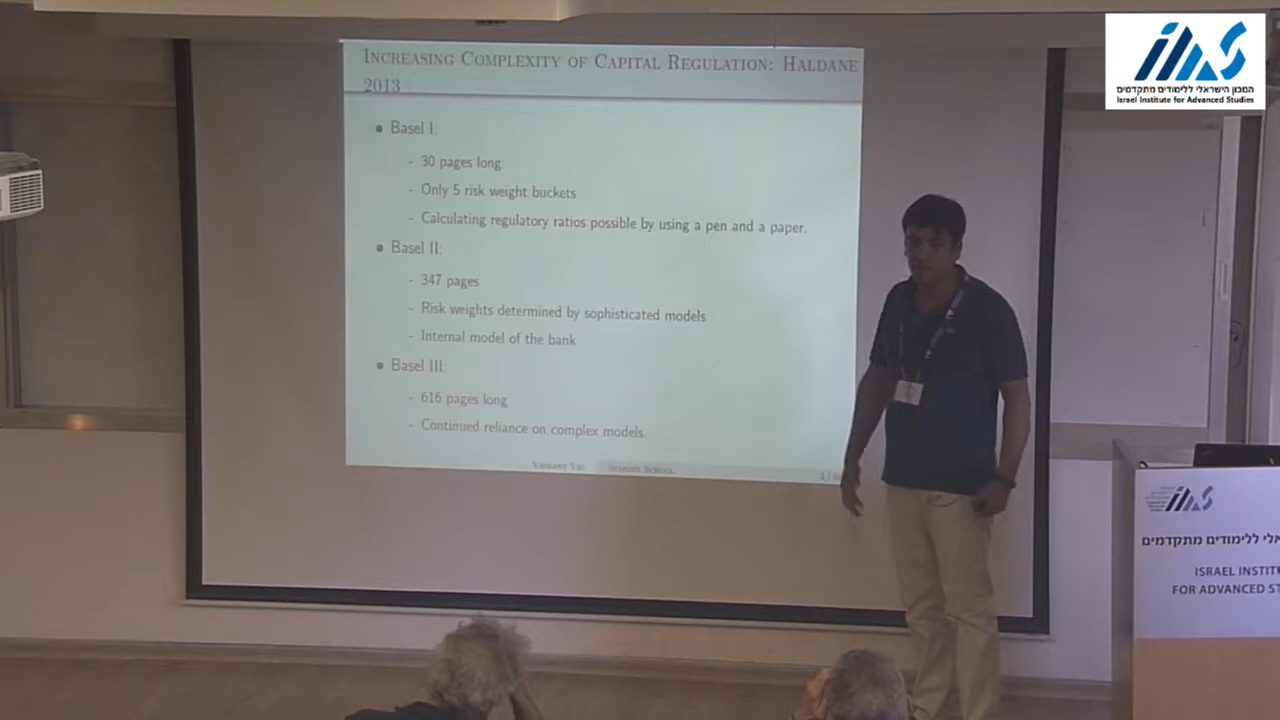 INCREASING COMPLEXITY OF CAPITAL REGULATION: HALDANE
2013
Basel I:
- 30 pages long
- Only 5 risk weight buckets
- Calculating regulatory ratios possible by using a pen and a paper.
Basel II:
- 347 pages
- Risk weights determined by sophisticated models
- Internal model of the bank
Basel III:
- 616 pages long
- Continued reliance on complex models.
SUMMER SCHOOL
המכון הישראלי ללימודים מתקדמים
Israel Institute for Advanced Studies
ללימודים מתקדמים
ISRAEL INSTIT
FOR ADVANCED ST